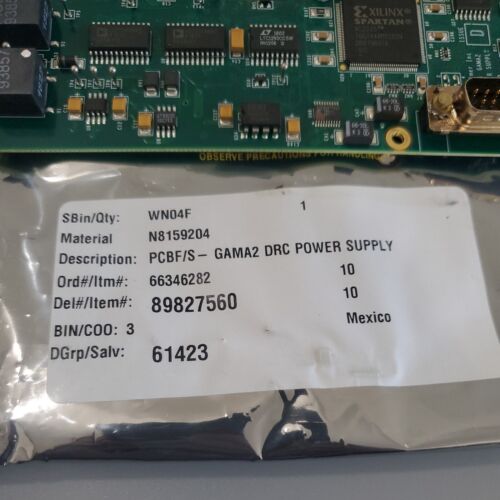 XILINX
SPARTAN
OBSERVE PRECAUTIONS FOR HANDLING
SBin/Qty: WN04F 1
Material N8159204
Description: PCBF/S - GAMA2 DRC POWER SUPPLY
Ord#/Itm#: 66346282 10
Del#/Item#: 89827560 10
BIN/COO: 3 Mexico
DGrp/Salv: 61423